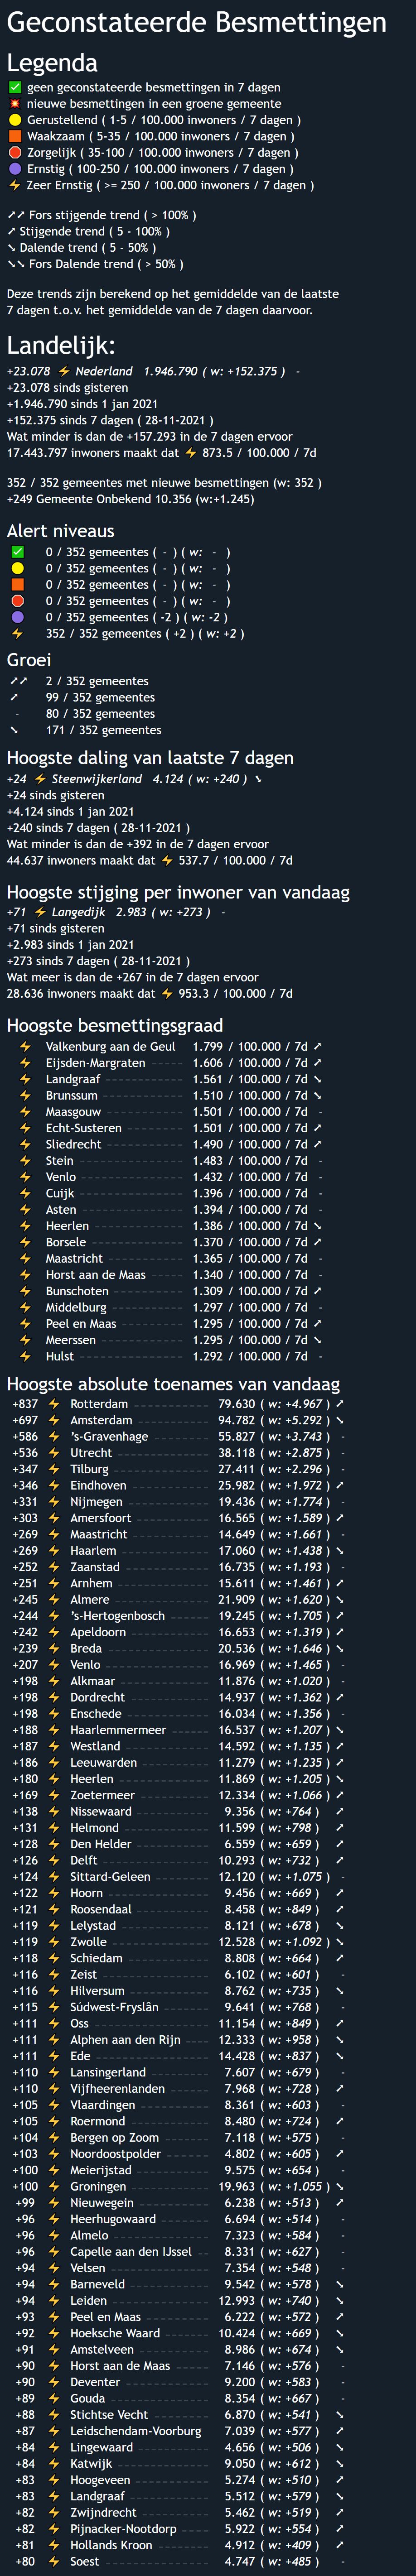 Geconstateerde Besmettingen
Legenda
✅ geen geconstateerde besmettingen in 7 dagen
💥 nieuwe besmettingen in een groene gemeente
🟡 Gerustellend ( 1-5 / 100.000 inwoners / 7 dagen )
🟧 Waakzaam ( 5-35 / 100.000 inwoners / 7 dagen )
🛑 Zorgelijk ( 35-100 / 100.000 inwoners / 7 dagen )
🟣 Ernstig ( 100-250 / 100.000 inwoners / 7 dagen )
⚡ Zeer Ernstig ( >= 250 / 100.000 inwoners / 7 dagen )
➚➚ Fors stijgende trend ( > 100% )
➚ Stijgende trend ( 5 - 100% )
➘ Dalende trend ( 5 - 50% )
➘➘ Fors Dalende trend ( > 50% )
Deze trends zijn berekend op het gemiddelde van de laatste
7 dagen t.o.v. het gemiddelde van de 7 dagen daarvoor.
Landelijk:
+23.078 ⚡ Nederland 1.946.790 ( w: +152.375 ) -
+23.078 sinds gisteren
+1.946.790 sinds 1 jan 2021
+152.375 sinds 7 dagen ( 28-11-2021 )
Wat minder is dan de +157.293 in de 7 dagen ervoor
17.443.797 inwoners maakt dat ⚡ 873.5 / 100.000 / 7d
352 / 352 gemeentes met nieuwe besmettingen (w: 352 )
+249 Gemeente Onbekend 10.356 (w:+1.245)
Alert niveaus
✅ 0 / 352 gemeentes ( - ) ( w: - )
🟡 0 / 352 gemeentes ( - ) ( w: - )
🟧 0 / 352 gemeentes ( - ) ( w: - )
🛑 0 / 352 gemeentes ( - ) ( w: - )
🟣 0 / 352 gemeentes ( -2 ) ( w: -2 )
⚡ 352 / 352 gemeentes ( +2 ) ( w: +2 )
Groei
➚➚ 2 / 352 gemeentes
➚ 99 / 352 gemeentes
- 80 / 352 gemeentes
➘ 171 / 352 gemeentes
Hoogste daling van laatste 7 dagen
+24 ⚡ Steenwijkerland 4.124 ( w: +240 ) ➘
+24 sinds gisteren
+4.124 sinds 1 jan 2021
+240 sinds 7 dagen ( 28-11-2021 )
Wat minder is dan de +392 in de 7 dagen ervoor
44.637 inwoners maakt dat ⚡ 537.7 / 100.000 / 7d
Hoogste stijging per inwoner van vandaag
+71 ⚡ Langedijk 2.983 ( w: +273 ) -
+71 sinds gisteren
+2.983 sinds 1 jan 2021
+273 sinds 7 dagen ( 28-11-2021 )
Wat meer is dan de +267 in de 7 dagen ervoor
28.636 inwoners maakt dat ⚡ 953.3 / 100.000 / 7d
Hoogste besmettingsgraad
⚡ Valkenburg aan de Geul 1.799 / 100.000 / 7d ➚
⚡ Eijsden-Margraten 1.606 / 100.000 / 7d ➚
⚡ Landgraaf 1.561 / 100.000 / 7d ➘
⚡ Brunssum 1.510 / 100.000 / 7d ➘
⚡ Maasgouw 1.501 / 100.000 / 7d -
⚡ Echt-Susteren 1.501 / 100.000 / 7d ➚
⚡ Sliedrecht 1.490 / 100.000 / 7d ➚
⚡ Stein 1.483 / 100.000 / 7d -
⚡ Venlo 1.432 / 100.000 / 7d -
⚡ Cuijk 1.396 / 100.000 / 7d -
⚡ Asten 1.394 / 100.000 / 7d -
⚡ Heerlen 1.386 / 100.000 / 7d ➘
⚡ Borsele 1.370 / 100.000 / 7d ➚
⚡ Maastricht 1.365 / 100.000 / 7d -
⚡ Horst aan de Maas 1.340 / 100.000 / 7d -
⚡ Bunschoten 1.309 / 100.000 / 7d ➚
⚡ Middelburg 1.297 / 100.000 / 7d -
⚡ Peel en Maas 1.295 / 100.000 / 7d ➚
⚡ Meerssen 1.295 / 100.000 / 7d ➘
⚡ Hulst 1.292 / 100.000 / 7d -
Hoogste absolute toenames van vandaag
+837 ⚡ Rotterdam 79.630 ( w: +4.967 ) ➚
+697 ⚡ Amsterdam 94.782 ( w: +5.292 ) ➘
+586 ⚡ 's-Gravenhage 55.827 ( w: +3.743 ) -
+536 ⚡ Utrecht 38.118 ( w: +2.875 ) -
+347 ⚡ Tilburg 27.411 ( w: +2.296 ) -
+346 ⚡ Eindhoven 25.982 ( w: +1.972 ) ➚
+331 ⚡ Nijmegen 19.436 ( w: +1.774 ) -
+303 ⚡ Amersfoort 16.565 ( w: +1.589 ) ➚
+269 ⚡ Maastricht 14.649 ( w: +1.661 ) -
+269 ⚡ Haarlem 17.060 ( w: +1.438 ) ➘
+252 ⚡ Zaanstad 16.735 ( w: +1.193 ) -
+251 ⚡ Arnhem 15.611 ( w: +1.461 ) ➚
+245 ⚡ Almere 21.909 ( w: +1.620 ) ➘
+244 ⚡ 's-Hertogenbosch 19.245 ( w: +1.705 ) ➚
+242 ⚡ Apeldoorn 16.653 ( w: +1.319 ) ➚
+239 ⚡ Breda 20.536 ( w: +1.646 ) ➘
+207 ⚡ Venlo 16.969 ( w: +1.465 ) -
+198 ⚡ Alkmaar 11.876 ( w: +1.020 ) -
+198 ⚡ Dordrecht 14.937 ( w: +1.362 ) ➚
+198 ⚡ Enschede 16.034 ( w: +1.356 ) -
+188 ⚡ Haarlemmermeer 16.537 ( w: +1.207 ) ➘
+187 ⚡ Westland 14.592 ( w: +1.135 ) ➚
+186 ⚡ Leeuwarden 11.279 ( w: +1.235 ) ➚
+180 ⚡ Heerlen 11.869 ( w: +1.205 ) ➘
+169 ⚡ Zoetermeer 12.334 ( w: +1.066 ) ➚
+138 ⚡ Nissewaard 9.356 ( w: +764 ) ➚
+131 ⚡ Helmond 11.599 ( w: +798 ) ➚
+128 ⚡ Den Helder 6.559 ( w: +659 ) ➚
+126 ⚡ Delft 10.293 ( w: +732 ) ➚
+124 ⚡ Sittard-Geleen 12.120 ( w: +1.075 ) -
+122 ⚡ Hoorn 9.456 ( w: +669 ) ➚
+121 ⚡ Roosendaal 8.458 ( w: +849 ) ➚
+119 ⚡ Lelystad 8.121 ( w: +678 ) ➘
+119 ⚡ Zwolle 12.528 ( w: +1.092 ) ➘
+118 ⚡ Schiedam 8.808 ( w: +664 ) ➚
+116 ⚡ Zeist 6.102 ( w: +601 ) -
+116 ⚡ Hilversum 8.762 ( w: +735 ) ➘
+115 ⚡ Súdwest-Fryslân 9.641 ( w: +768 ) -
+111 ⚡ Oss 11.154 ( w: +849 ) ➚
+111 ⚡ Alphen aan den Rijn 12.333 ( w: +958 ) ➘
+111 ⚡ Ede 14.428 ( w: +837 ) ➘
+110 ⚡ Lansingerland 7.607 ( w: +679 ) -
+110 ⚡ Vijfheerenlanden 7.968 ( w: +728 ) ➚
+105 ⚡ Vlaardingen 8.361 ( w: +603 ) -
+105 ⚡ Roermond 8.480 ( w: +724 ) ➚
+104 ⚡ Bergen op Zoom 7.118 ( w: +575 ) -
+103 ⚡ Noordoostpolder 4.802 ( w: +605 ) ➚
+100 ⚡ Meierijstad 9.575 ( w: +654 ) -
+100 ⚡ Groningen 19.963 ( w: +1.055 ) ➘
+99 ⚡ Nieuwegein 6.238 ( w: +513 ) ➚
+96 ⚡ Heerhugowaard 6.694 ( w: +514 ) -
+96 ⚡ Almelo 7.323 ( w: +584 ) -
+96 ⚡ Capelle aan den IJssel 8.331 ( w: +627 ) -
+94 ⚡ Velsen 7.354 ( w: +548 ) -
+94 ⚡ Barneveld 9.542 ( w: +578 ) ➘
+94 ⚡ Leiden 12.993 ( w: +740 ) ➘
+93 ⚡ Peel en Maas 6.222 ( w: +572 ) ➚
+92 ⚡ Hoeksche Waard 10.424 ( w: +669 ) ➘
+91 ⚡ Amstelveen 8.986 ( w: +674 ) ➘
+90 ⚡ Horst aan de Maas 7.146 ( w: +576 ) -
+90 ⚡ Deventer 9.200 ( w: +583 ) -
+89 ⚡ Gouda 8.354 ( w: +667 ) -
+88 ⚡ Stichtse Vecht 6.870 ( w: +541 ) ➘
+87 ⚡ Leidschendam-Voorburg 7.039 ( w: +577 ) ➚
+84 ⚡ Lingewaard 4.656 ( w: +506 ) ➘
+84 ⚡ Katwijk 9.050 ( w: +612 ) ➘
+83 ⚡ Hoogeveen 5.274 ( w: +510 ) ➚
+83 ⚡ Landgraaf 5.512 ( w: +579 ) ➘
+82 ⚡ Zwijndrecht 5.462 ( w: +519 ) ➚
+82 ⚡ Pijnacker-Nootdorp 5.922 ( w: +554 ) ➚
+81 ⚡ Hollands Kroon 4.912 ( w: +409 ) ➚
+80 ⚡ Soest 4.747 ( w: +485 ) -